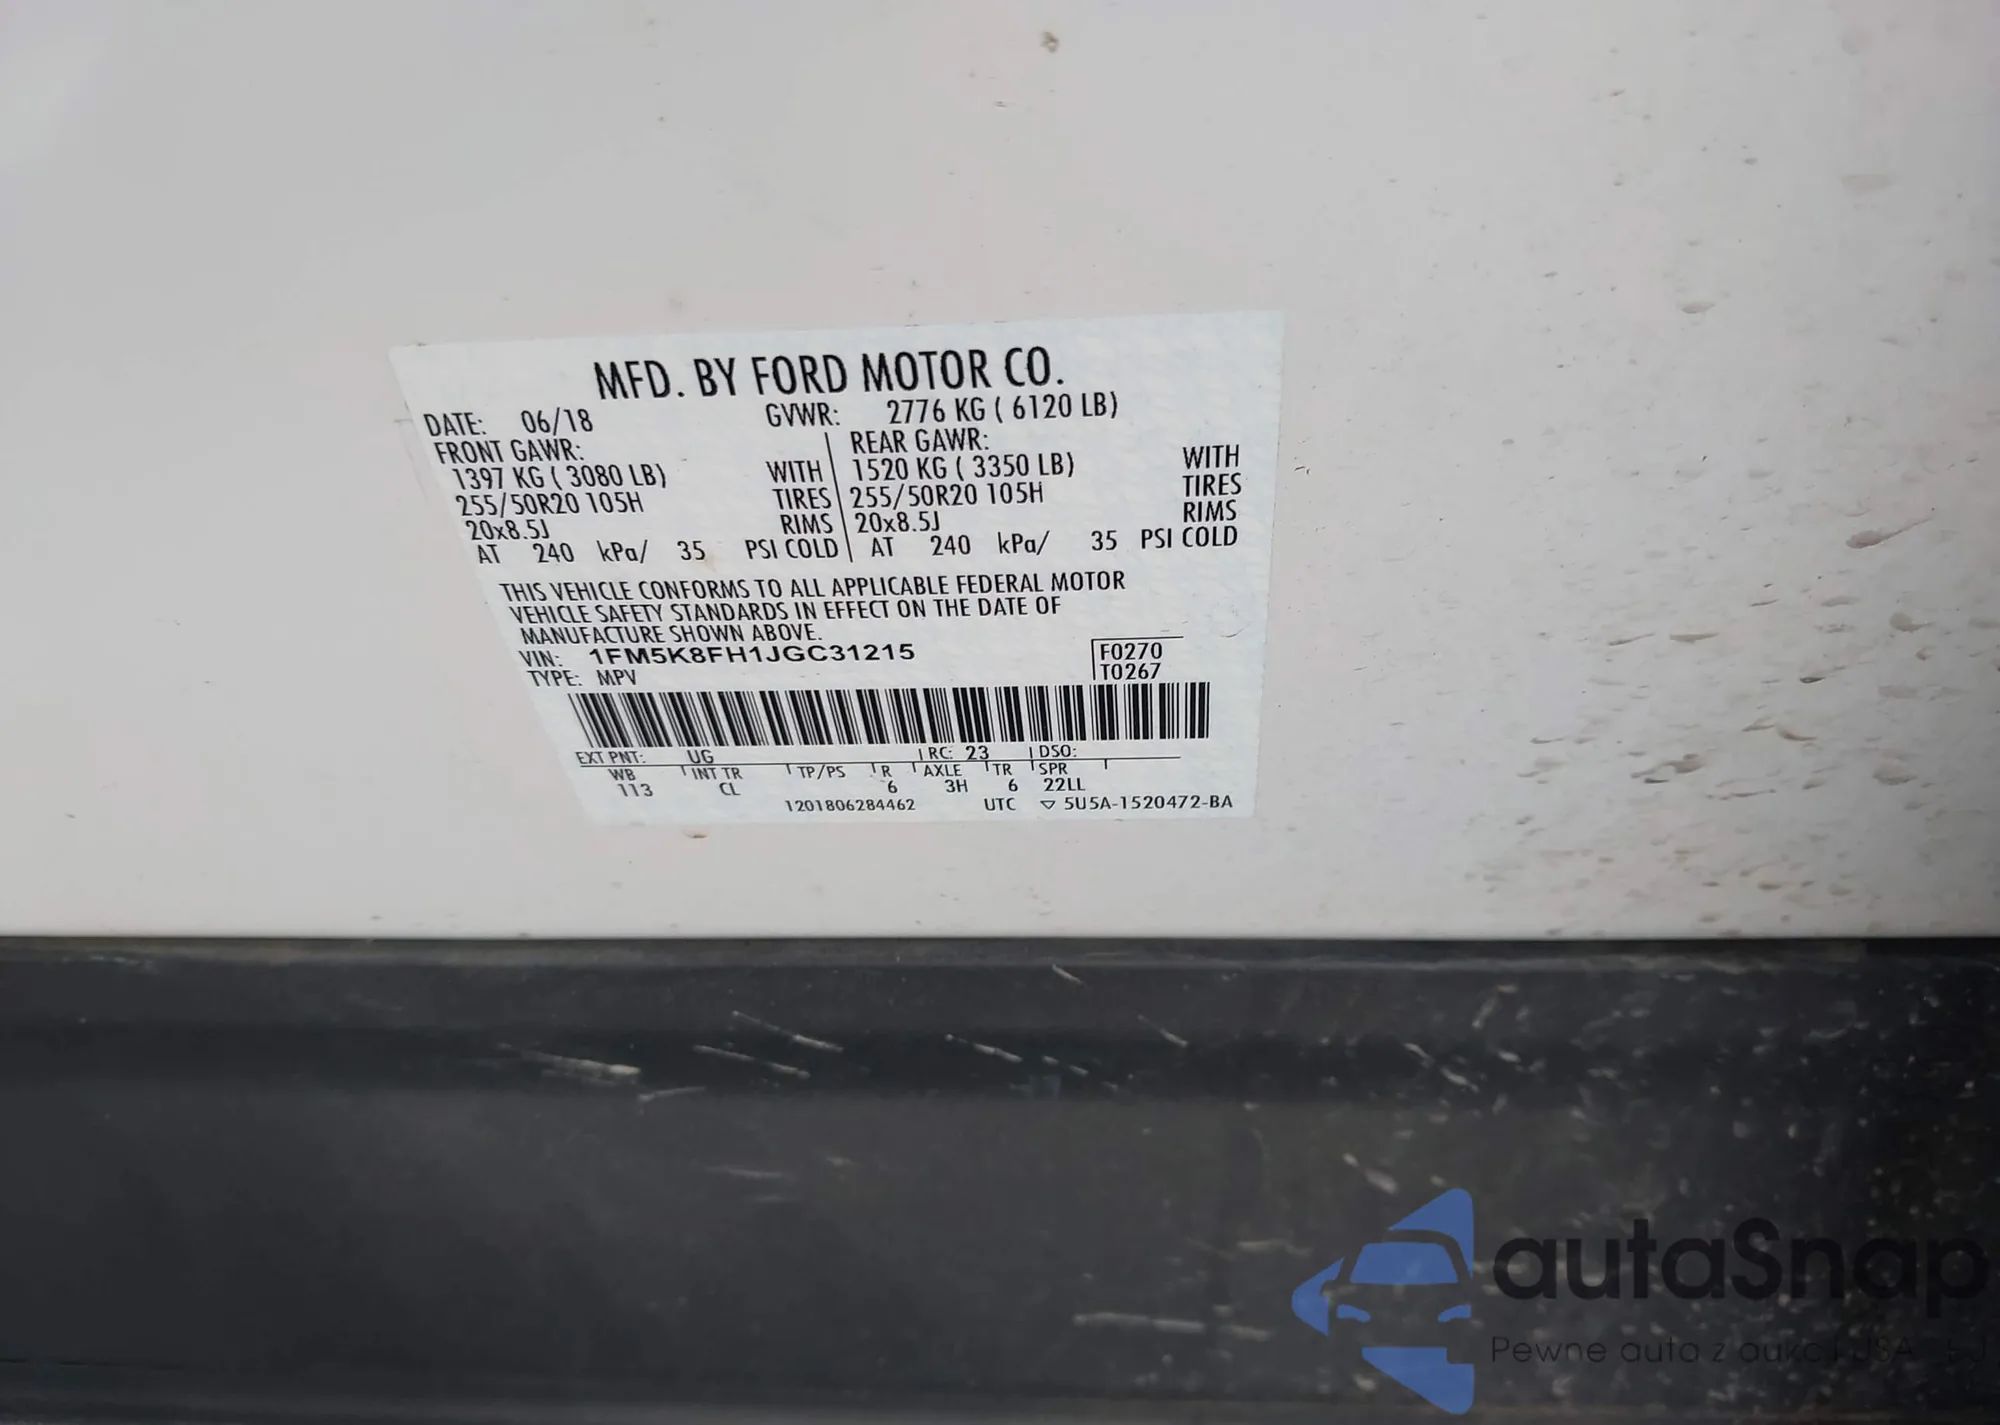 MFD. BY FORD MOTOR CO.
DATE: 06/18 GVWR: 2776 KG ( 6120 LB)
FRONT GAWR: REAR GAWR:
1397 KG ( 3080 LB) WITH 1520 KG ( 3350 LB) WITH
255/50R20 105H TIRES 255/50R20 105H TIRES
20x8.5J RIMS 20x8.5J RIMS
AT 240 kPa/ 35 PSI COLD AT 240 kPa/ 35 PSI COLD
THIS VEHICLE CONFORMS TO ALL APPLICABLE FEDERAL MOTOR
VEHICLE SAFETY STANDARDS IN EFFECT ON THE DATE OF
MANUFACTURE SHOWN ABOVE.
VIN: 1FM5K8FH1JGC31215 F0270
TYPE: MPV T0267
EXT PNT: UG RC: 23 DSO:
WB INT TR TP/PS R AXLE TR SPR
113 CL 6 3H 6 22LL
1201806284462 UTC ▽ 5U5A-1520472-BA
autaSnap
Pewne auto z aukcji USA